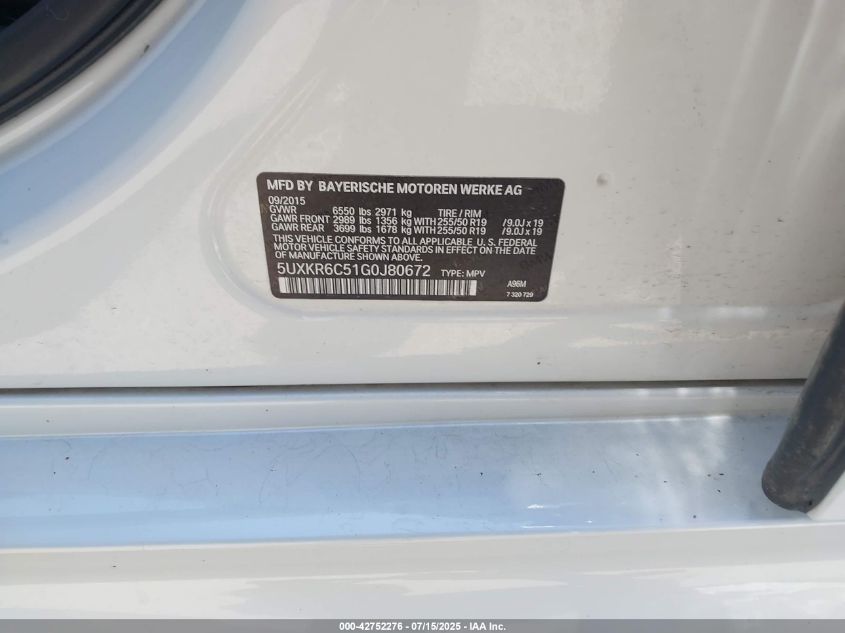 MFD BY BAYERISCHE MOTOREN WERKE AG
09/2015
GVWR 6550 lbs 2971 kg TIRE / RIM
GAWR FRONT 2989 lbs 1356 kg WITH 255/50 R19 /9.0J x 19
GAWR REAR 3699 lbs 1678 kg WITH 255/50 R19 /9.0J x 19
THIS VEHICLE CONFORMS TO ALL APPLICABLE U.S. FEDERAL
MOTOR VEHICLE SAFETY STANDARDS IN EFFECT ON THE DATE
OF MANUFACTURE SHOWN ABOVE.
5UXKR6C51G0J80672 TYPE: MPV
A96M
7 320 729
000-42752276 - 07/15/2025 - IAA Inc.